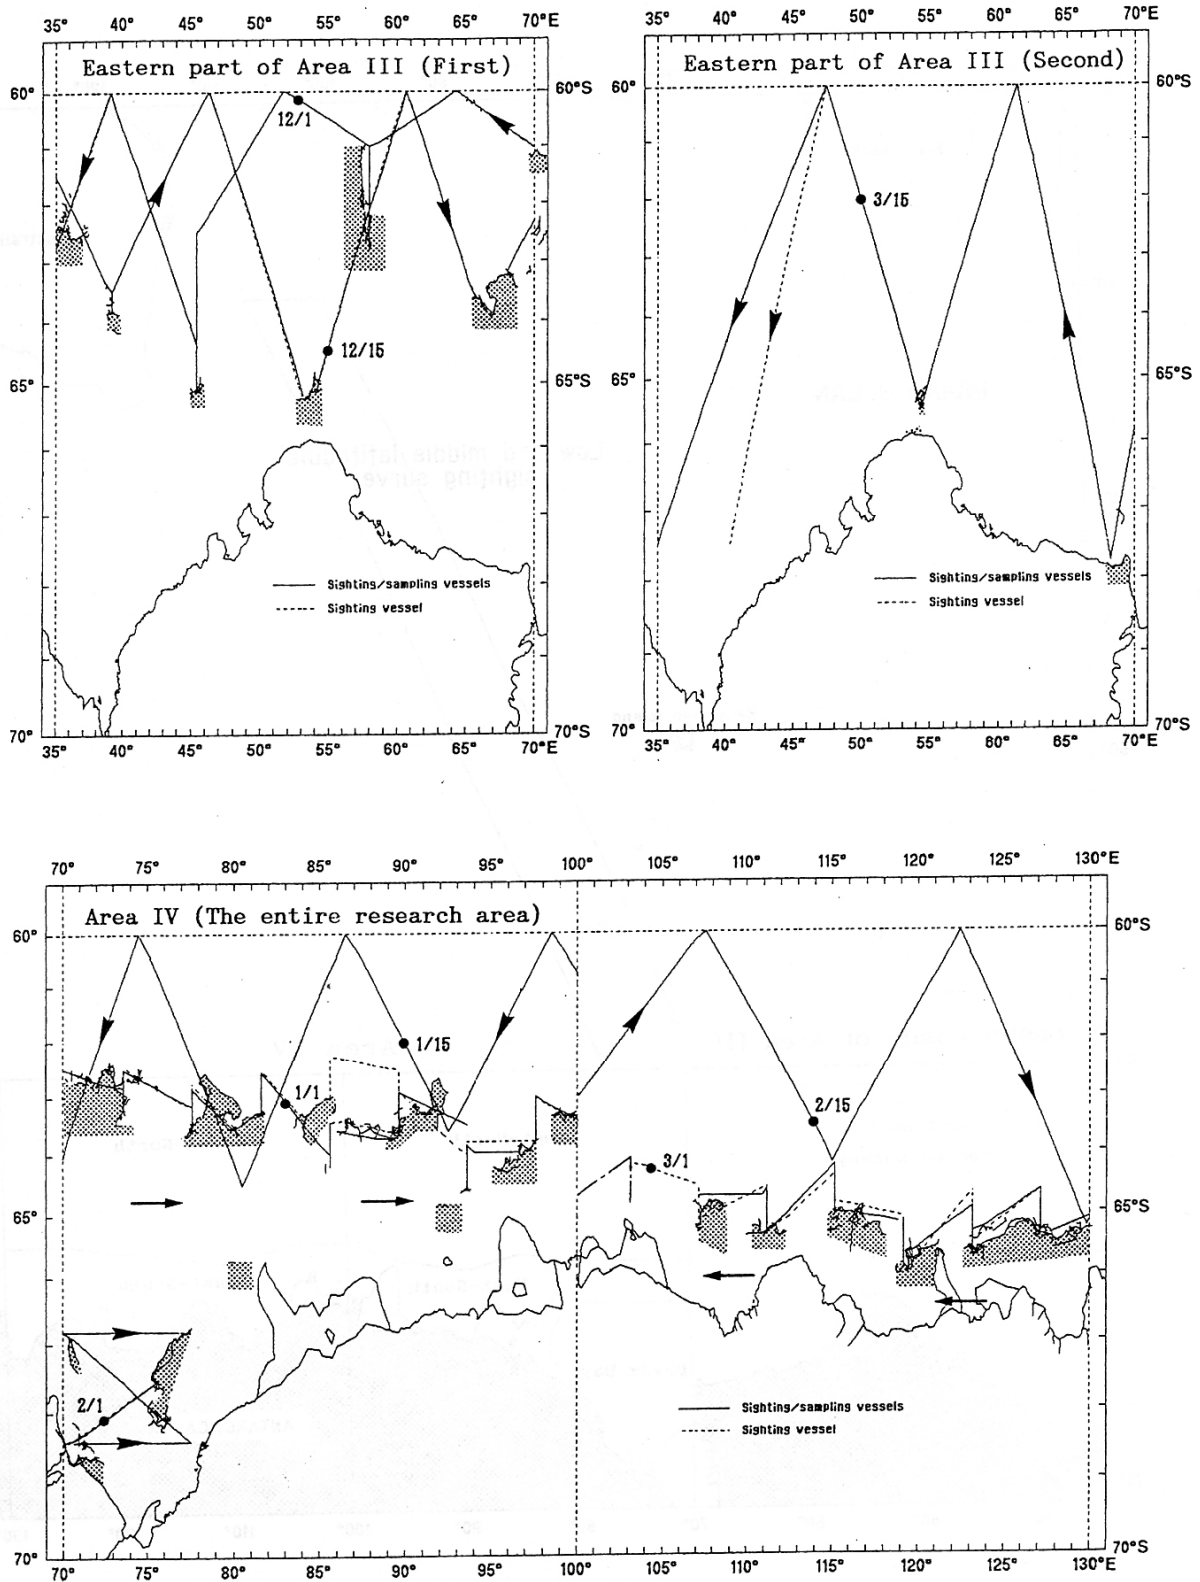 35° 40° 45° 50° 55° 60° 65° 70°E
Eastern part of Area III (First)
60° 60°S
12/1
12/15
65° 65°S
Sighting/sampling vessels
Sighting vessel
70° 70°S
35° 40° 45° 50° 55° 60° 65° 70°E
35° 40° 45° 50° 55° 60° 65° 70°E
Eastern part of Area III (Second)
60° 60°S
3/15
65° 65°S
Sighting/sampling vessels
Sighting vessel
70° 70°S
35° 40° 45° 50° 55° 60° 65° 70°E
70° 75° 80° 85° 90° 95° 100° 105° 110° 115° 120° 125° 130°E
Area IV (The entire research area)
60° 60°S
1/15
1/1
2/15
3/1
65° 65°S
2/1
Sighting/sampling vessels
Sighting vessel
70° 70°S
70° 75° 80° 85° 90° 95° 100° 105° 110° 115° 120° 125° 130°E